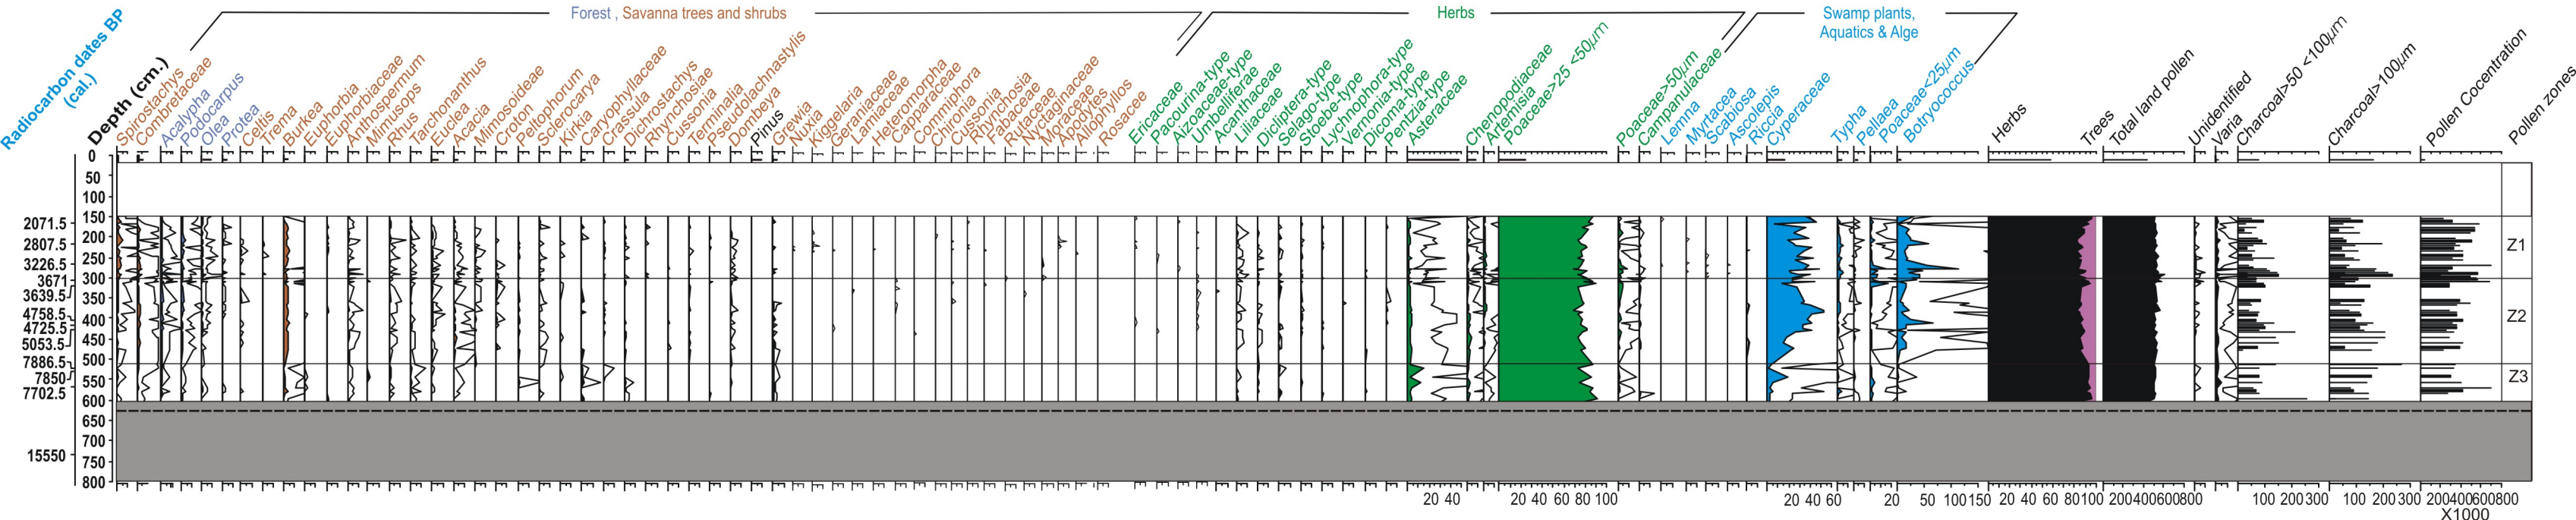 Radiocarbon dates BP
(cal.)
Depth (cm.)
Forest , Savanna trees and shrubs
Herbs
Swamp plants,
Aquatics & Alge
Spirostachys
Combretaceae
Acalypha
Podocarpus
Olea
Protea
Celtis
Trema
Burkea
Euphorbia
Euphorbiaceae
Anthospermum
Mimusops
Rhus
Tarchonanthus
Euclea
Acacia
Mimosoideae
Croton
Peltophorum
Sclerocarya
Kirkia
Caryophyllaceae
Crassula
Dichrostachys
Rhynchosiae
Cussonia
Terminalia
Pseudolachnastylis
Dombeya
Pinus
Grewia
Nuxia
Kiggelaria
Geraniaceae
Lamiaceae
Heteromorpha
Capparaceae
Commiphora
Chironia
Cussonia
Rhynchosia
Fabaceae
Rutaceae
Nyctaginaceae
Moraceae
Apodytes
Allophyllos
Rosacee
Ericaceae
Pacourina-type
Aizoaceae-type
Umbelliferae
Acanthaceae
Liliaceae
Dicliptera-type
Selago-type
Stoebe-type
Lychnophora-type
Vernonia-type
Dicoma-type
Pentzia-type
Asteraceae
Chenopodiaceae
Artemisia
Poaceae>25 <50µm
Poaceae>50µm
Campanulaceae
Lemna
Myrtacea
Scabiosa
Ascolepis
Riccia
Cyperaceae
Typha
Pellaea
Poaceae<25µm
Botryococcus
Herbs
Trees
Total land pollen
Unidentified
Varia
Charcoal>50 <100µm
Charcoal>100µm
Pollen Cocentration
Pollen zones
0
50
100
150
2071.5
200
2807.5
250
3226.5
300
3671
3639.5
350
4758.5
400
4725.5
450
5053.5
500
7886.5
7850
550
7702.5
600
650
700
15550
750
800
Z1
Z2
Z3
20 40
20 40 60 80 100
20 40 60
20
50 100 150
20 40 60 80 100
200 400 600 800
100 200 300
100 200 300
200 400 600 800
X1000